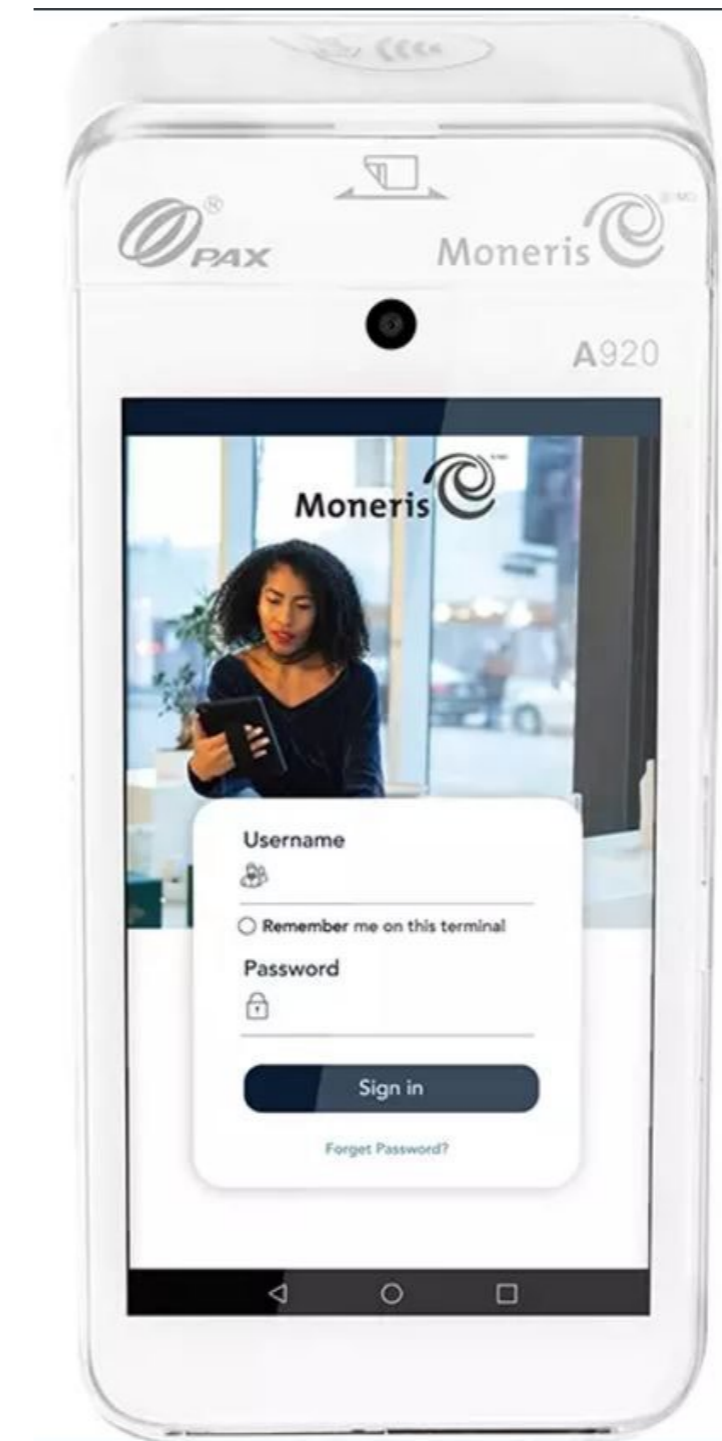 PAX®
Moneris
A920
Moneris
Username
Remember me on this terminal
Password
Sign in
Forget Password?